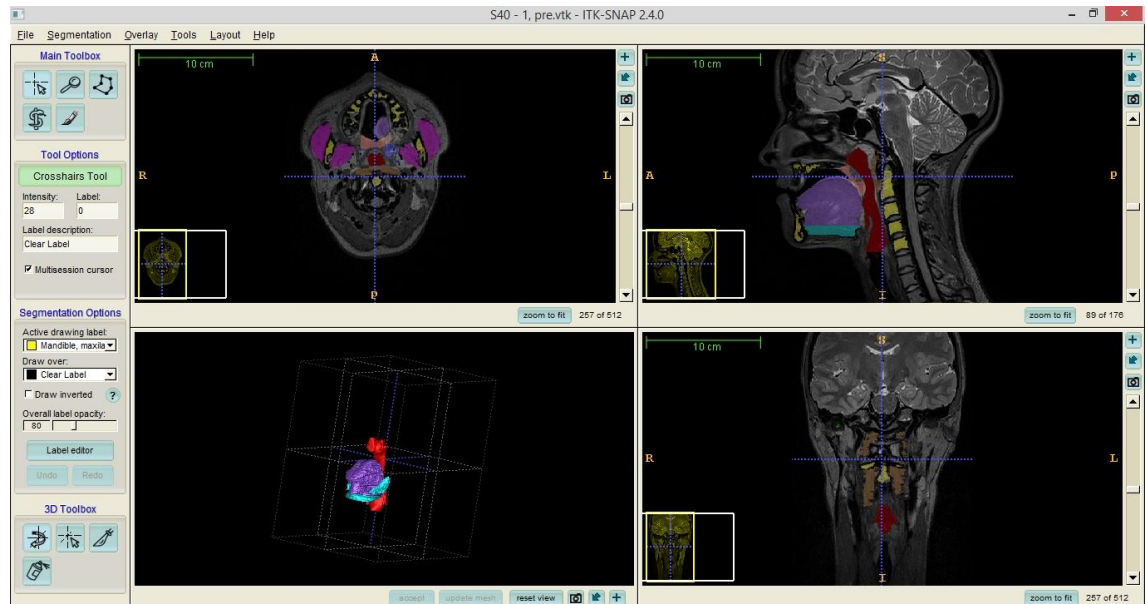 S40 - 1, pre.vtk - ITK-SNAP 2.4.0
File Segmentation Overlay Tools Layout Help
Main Toolbox
Tool Options
Crosshairs Tool
Intensity: Label:
28 0
Label description:
Clear Label
Multisession cursor
Segmentation Options
Active drawing label:
Mandible, maxila
Draw over:
Clear Label
Draw inverted ?
Overall label opacity:
80
Label editor
Undo Redo
3D Toolbox
10 cm
A
R
L
P
zoom to fit 257 of 512
10 cm
S
A
P
I
zoom to fit 89 of 176
accept update mesh reset view
10 cm
S
R
L
I
zoom to fit 257 of 512